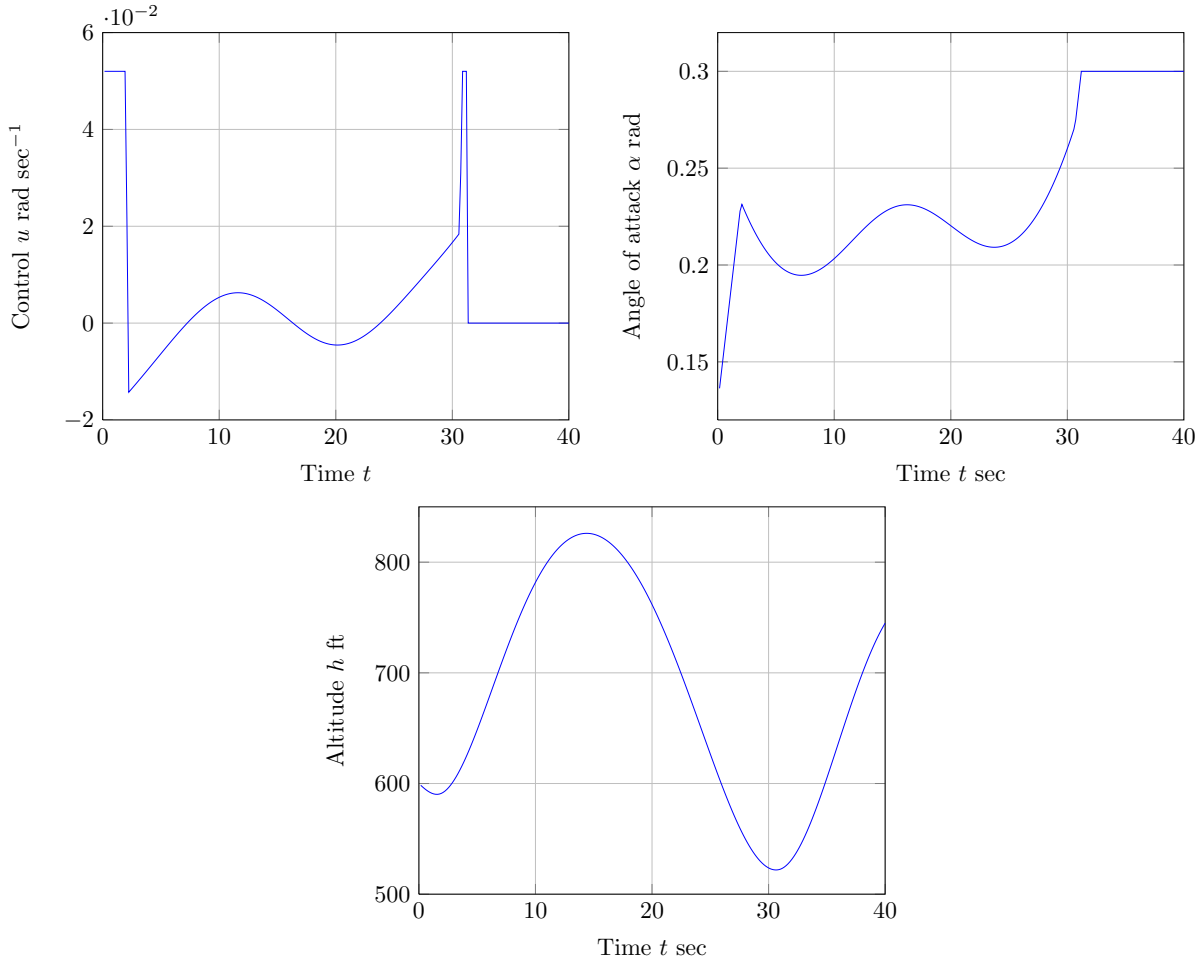 ·10−2
6
4
2
0
−2
0 10 20 30 40
Control u rad sec−1
Time t
0.3
0.25
0.2
0.15
0 10 20 30 40
Angle of attack α rad
Time t sec
800
700
600
500
0 10 20 30 40
Altitude h ft
Time t sec